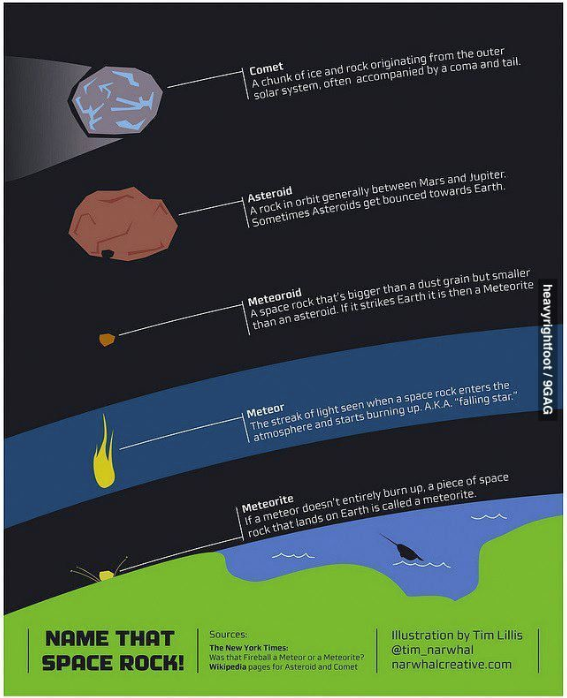 Comet
A chunk of ice and rock originating from the outer
solar system, often accompanied by a coma and tail.
Asteroid
A rock in orbit generally between Mars and Jupiter.
Sometimes Asteroids get bounced towards Earth.
Meteoroid
A space rock that's bigger than a dust grain but smaller
than an asteroid. If it strikes Earth it is then a Meteorite
heavyrightfoot / 9GAG
Meteor
The streak of light seen when a space rock enters the
atmosphere and starts burning up. A.K.A. "falling star."
Meteorite
If a meteor doesn't entirely burn up, a piece of space
rock that lands on Earth is called a meteorite.
NAME THAT
SPACE ROCK!
Sources:
The New York Times:
Was that Fireball a Meteor or a Meteorite?
Wikipedia pages for Asteroid and Comet
Illustration by Tim Lillis
@tim_narwhal
narwhalcreative.com